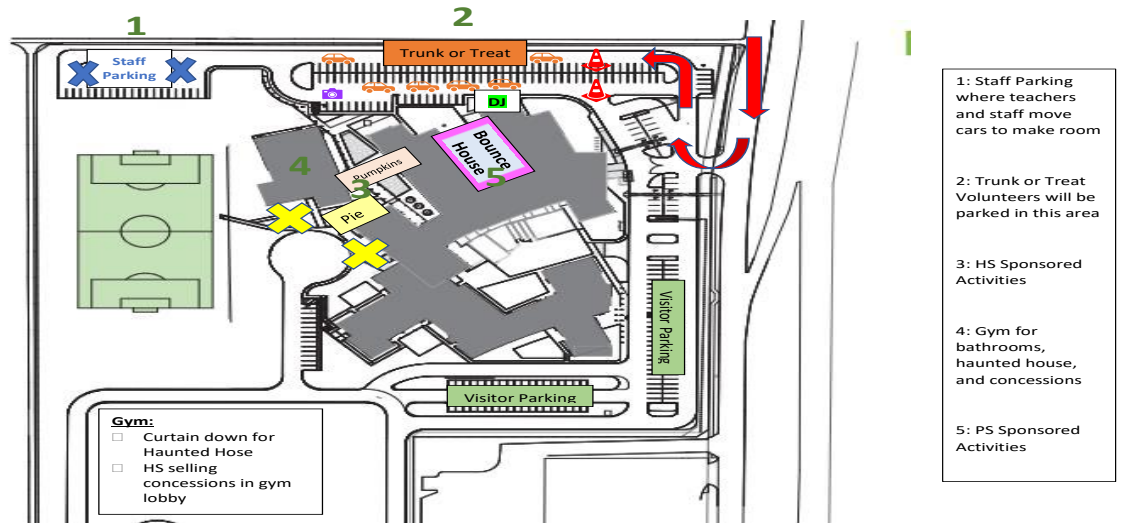 1
2
Trunk or Treat
Staff
Parking
DJ
Bounce
House
4
Pumpkins
5
3
Pie
Visitor Parking
Visitor Parking
Gym:
Curtain down for
Haunted Hose
HS selling
concessions in gym
lobby
1: Staff Parking
where teachers
and staff move
cars to make room
2: Trunk or Treat
Volunteers will be
parked in this area
3: HS Sponsored
Activities
4: Gym for
bathrooms,
haunted house,
and concessions
5: PS Sponsored
Activities